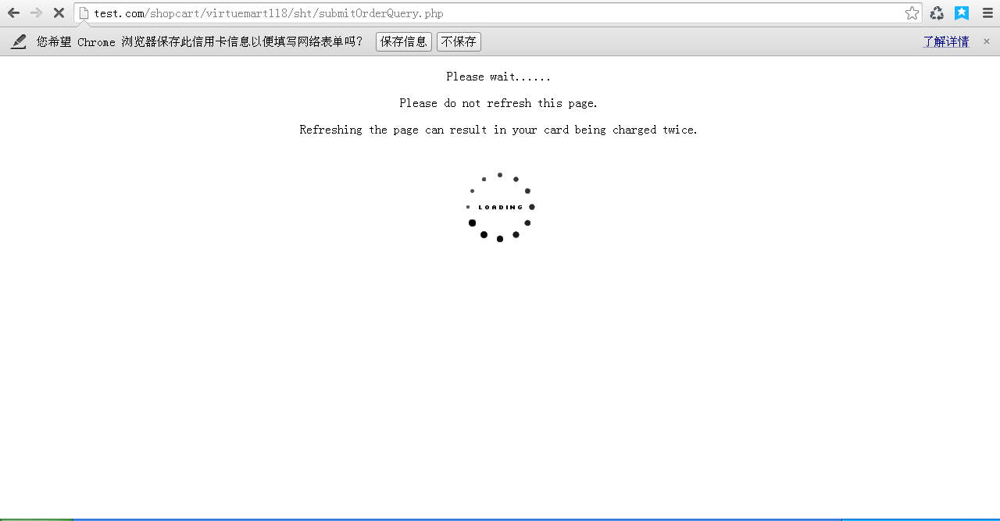 test.com/shopcart/virtuemart118/sht/submitOrderQuery.php
您希望 Chrome 浏览器保存此信用卡信息以便填写网络表单吗? 保存信息 不保存 了解详情 ×
Please wait......
Please do not refresh this page.
Refreshing the page can result in your card being charged twice.
LOADING